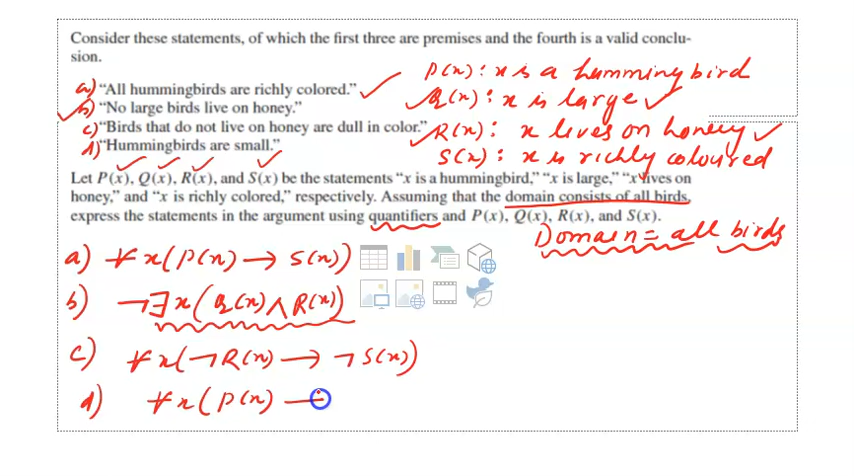 Consider these statements, of which the first three are premises and the fourth is a valid conclu-
sion.
a) “All hummingbirds are richly colored.”
b) “No large birds live on honey.”
c) “Birds that do not live on honey are dull in color.”
d) “Hummingbirds are small.”
P(x) : x is a humming bird
Q(x) : x is large
R(x) : x lives on honey
S(x) : x is richly coloured
Let P(x), Q(x), R(x), and S(x) be the statements “x is a hummingbird,” “x is large,” “x lives on
honey,” and “x is richly colored,” respectively. Assuming that the domain consists of all birds,
express the statements in the argument using quantifiers and P(x), Q(x), R(x), and S(x).
Domain = all birds
a) ∀x(P(x) → S(x))
b) ¬∃x(Q(x) ∧ R(x))
c) ∀x(¬R(x) → ¬S(x))
d) ∀x(P(x) —